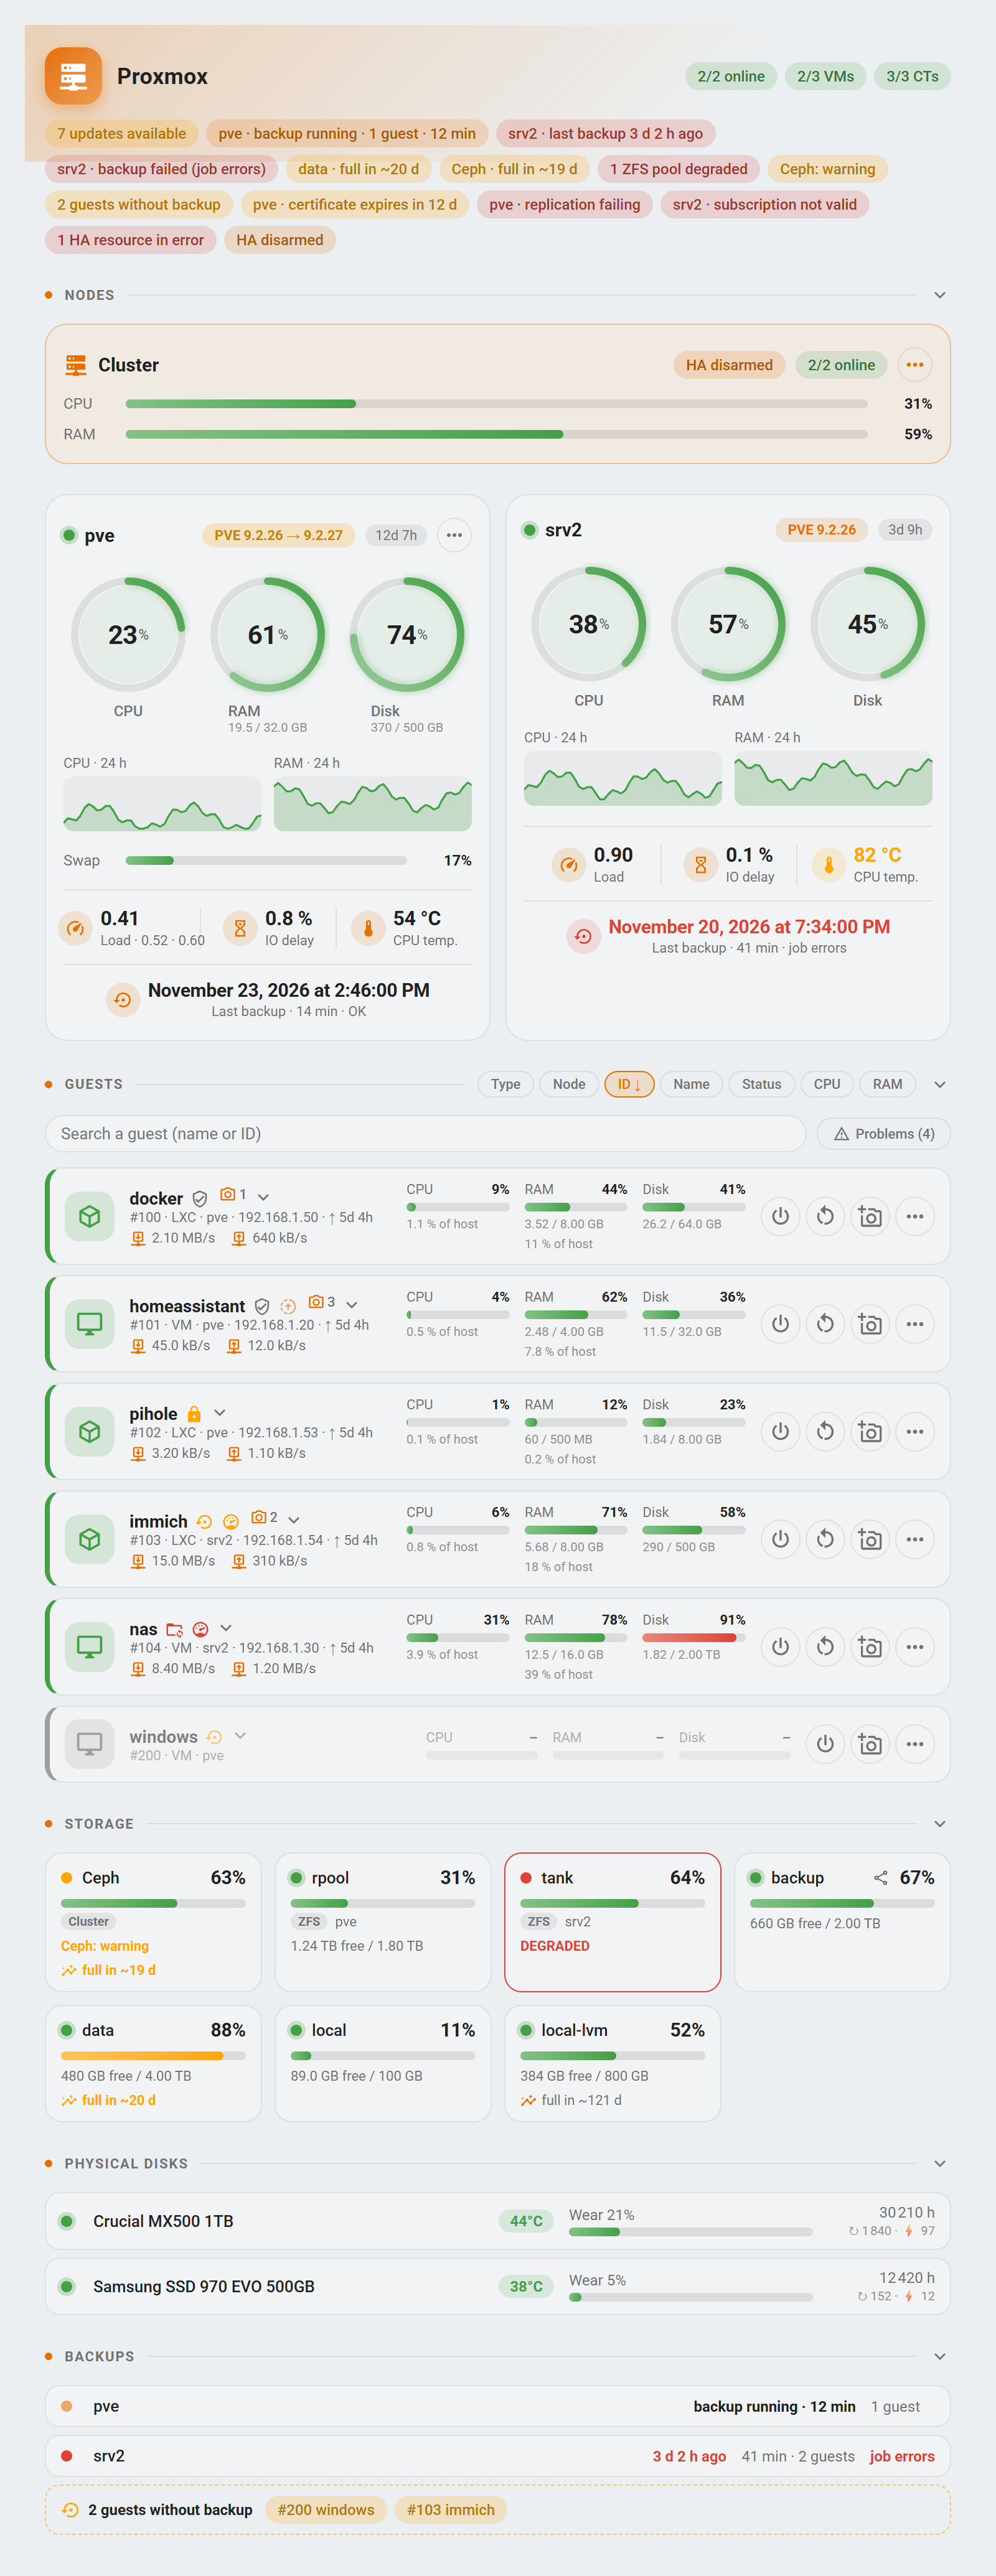 Proxmox
2/2 online 2/3 VMs 3/3 CTs
7 updates available pve · backup running · 1 guest · 12 min srv2 · last backup 3 d 2 h ago
srv2 · backup failed (job errors) data · full in ~20 d Ceph · full in ~19 d 1 ZFS pool degraded Ceph: warning
2 guests without backup pve · certificate expires in 12 d pve · replication failing srv2 · subscription not valid
1 HA resource in error HA disarmed
NODES
Cluster HA disarmed 2/2 online
CPU 31%
RAM 59%
pve PVE 9.2.26 → 9.2.27 12d 7h
23% 61% 74%
CPU RAM Disk
19.5 / 32.0 GB 370 / 500 GB
CPU · 24 h RAM · 24 h
Swap 17%
0.41 0.8 % 54 °C
Load · 0.52 · 0.60 IO delay CPU temp.
November 23, 2026 at 2:46:00 PM
Last backup · 14 min · OK
srv2 PVE 9.2.26 3d 9h
38% 57% 45%
CPU RAM Disk
CPU · 24 h RAM · 24 h
0.90 0.1 % 82 °C
Load IO delay CPU temp.
November 20, 2026 at 7:34:00 PM
Last backup · 41 min · job errors
GUESTS Type Node ID ↓ Name Status CPU RAM
Search a guest (name or ID) Problems (4)
docker 1 CPU 9% RAM 44% Disk 41%
#100 · LXC · pve · 192.168.1.50 · ↑ 5d 4h 1.1 % of host 3.52 / 8.00 GB 26.2 / 64.0 GB
2.10 MB/s 640 kB/s 11 % of host
homeassistant 3 CPU 4% RAM 62% Disk 36%
#101 · VM · pve · 192.168.1.20 · ↑ 5d 4h 0.5 % of host 2.48 / 4.00 GB 11.5 / 32.0 GB
45.0 kB/s 12.0 kB/s 7.8 % of host
pihole CPU 1% RAM 12% Disk 23%
#102 · LXC · pve · 192.168.1.53 · ↑ 5d 4h 0.1 % of host 60 / 500 MB 1.84 / 8.00 GB
3.20 kB/s 1.10 kB/s 0.2 % of host
immich 2 CPU 6% RAM 71% Disk 58%
#103 · LXC · srv2 · 192.168.1.54 · ↑ 5d 4h 0.8 % of host 5.68 / 8.00 GB 290 / 500 GB
15.0 MB/s 310 kB/s 18 % of host
nas CPU 31% RAM 78% Disk 91%
#104 · VM · srv2 · 192.168.1.30 · ↑ 5d 4h 3.9 % of host 12.5 / 16.0 GB 1.82 / 2.00 TB
8.40 MB/s 1.20 MB/s 39 % of host
windows CPU – RAM – Disk –
#200 · VM · pve
STORAGE
Ceph 63%
Cluster
Ceph: warning
full in ~19 d
rpool 31%
ZFS pve
1.24 TB free / 1.80 TB
tank 64%
ZFS srv2
DEGRADED
backup 67%
660 GB free / 2.00 TB
data 88%
480 GB free / 4.00 TB
full in ~20 d
local 11%
89.0 GB free / 100 GB
local-lvm 52%
384 GB free / 800 GB
full in ~121 d
PHYSICAL DISKS
Crucial MX500 1TB 44°C Wear 21% 30 210 h
↻ 1 840 · ⚡ 97
Samsung SSD 970 EVO 500GB 38°C Wear 5% 12 420 h
↻ 152 · ⚡ 12
BACKUPS
pve backup running · 12 min 1 guest
srv2 3 d 2 h ago 41 min · 2 guests job errors
2 guests without backup #200 windows #103 immich